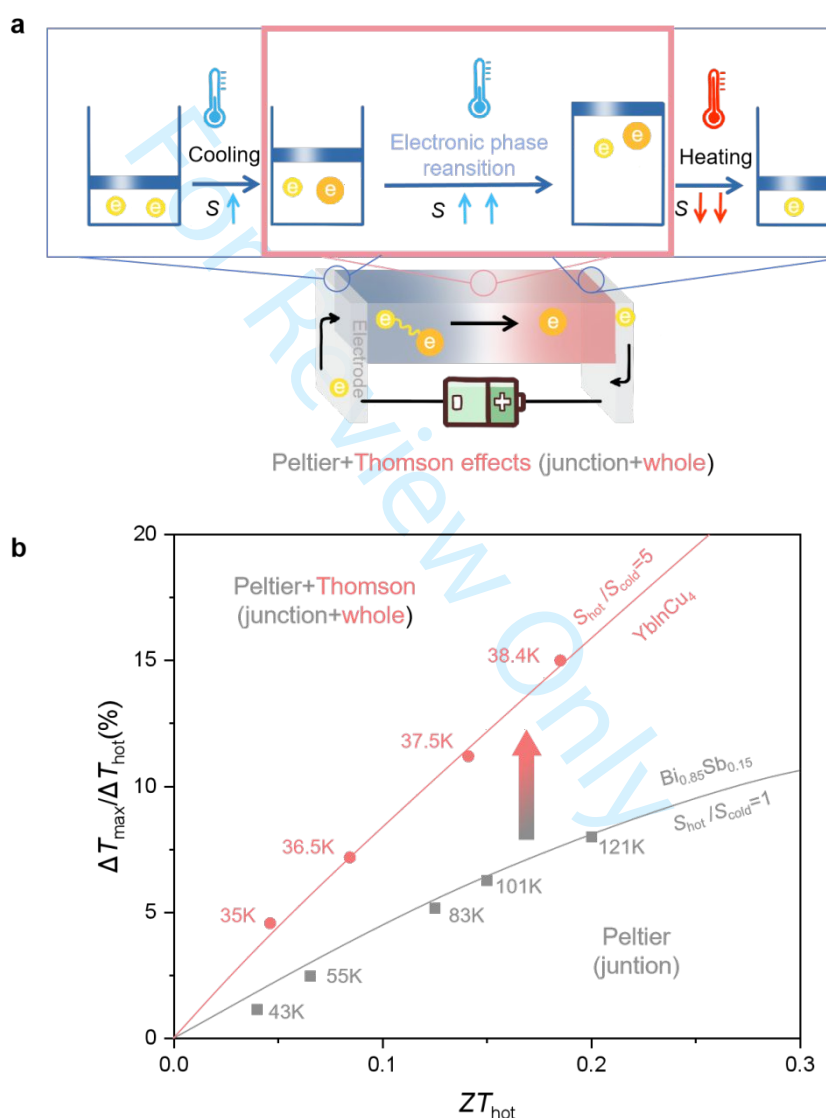 a
Cooling
S
e e
e e
Electronic phase
reansition
S
e e
Heating
S
e
Electrode
e
e e
e e
Peltier+Thomson effects (junction+whole)
b
ΔTmax/ΔThot(%)
20
15
10
5
0
0.0 0.1 0.2 0.3
ZThot
Peltier+Thomson
(junction+whole)
Shot/Scold=5
YbInCu4
38.4K
37.5K
36.5K
35K
Bi0.85Sb0.15
Shot/Scold=1
121K
101K
83K
55K
43K
Peltier
(juntion)
For Review Only